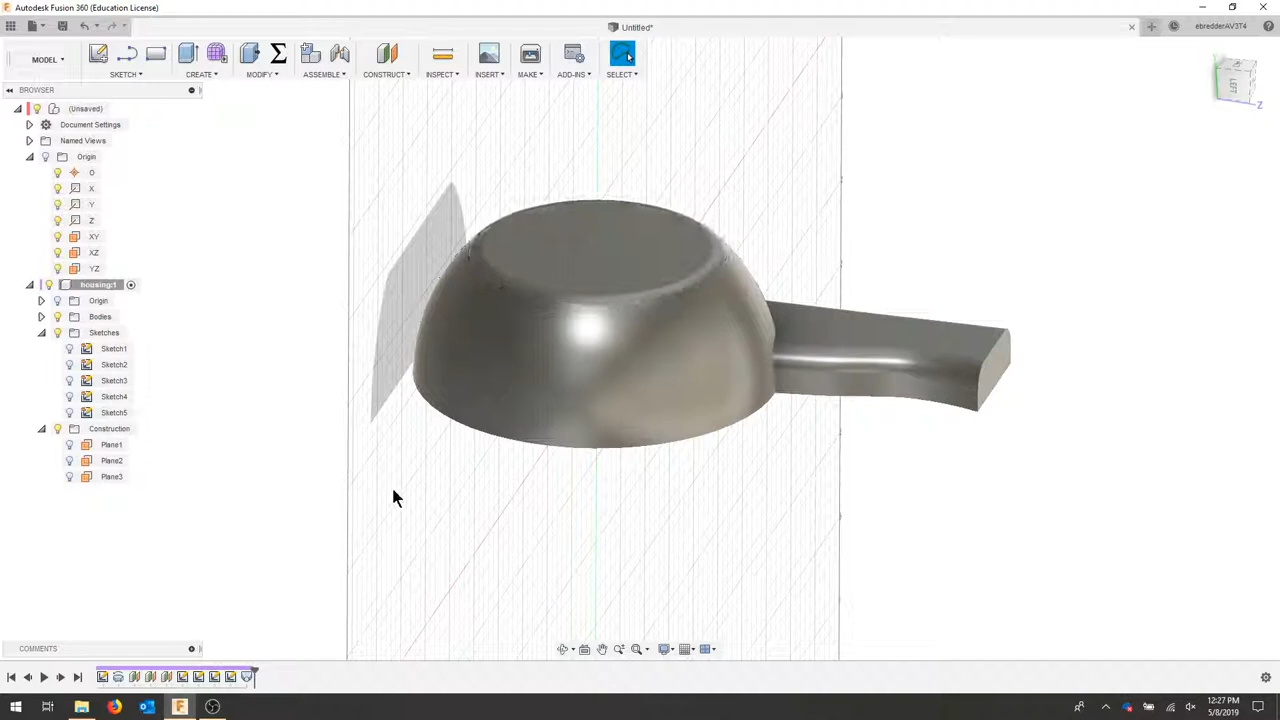 Autodesk Fusion 360 (Education License)
Untitled*
ebredderAV3T4
MODEL
SKETCH
CREATE
MODIFY
ASSEMBLE
CONSTRUCT
INSPECT
INSERT
MAKE
ADD-INS
SELECT
BROWSER
(Unsaved)
Document Settings
Named Views
Origin
O
X
Y
Z
XY
XZ
YZ
housing:1
Origin
Bodies
Sketches
Sketch1
Sketch2
Sketch3
Sketch4
Sketch5
Construction
Plane1
Plane2
Plane3
LEFT
Z
COMMENTS
12:27 PM
5/8/2019